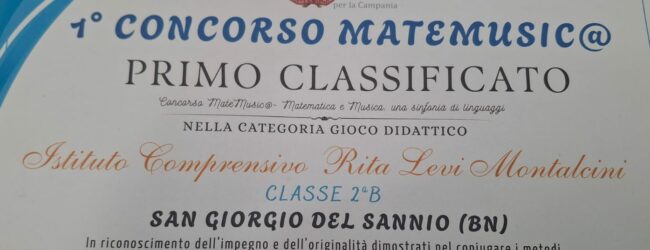 per la Campania
1° CONCORSO MATEMUSIC@
PRIMO CLASSIFICATO
Concorso MateMusic@- Matematica e Musica, una sinfonia di linguaggi
NELLA CATEGORIA GIOCO DIDATTICO
Istituto Comprensivo Rita Levi Montalcini
CLASSE 2ªB
SAN GIORGIO DEL SANNIO (BN)
In riconoscimento dell'impegno e dell'originalità dimostrati nel coniugare i metodi